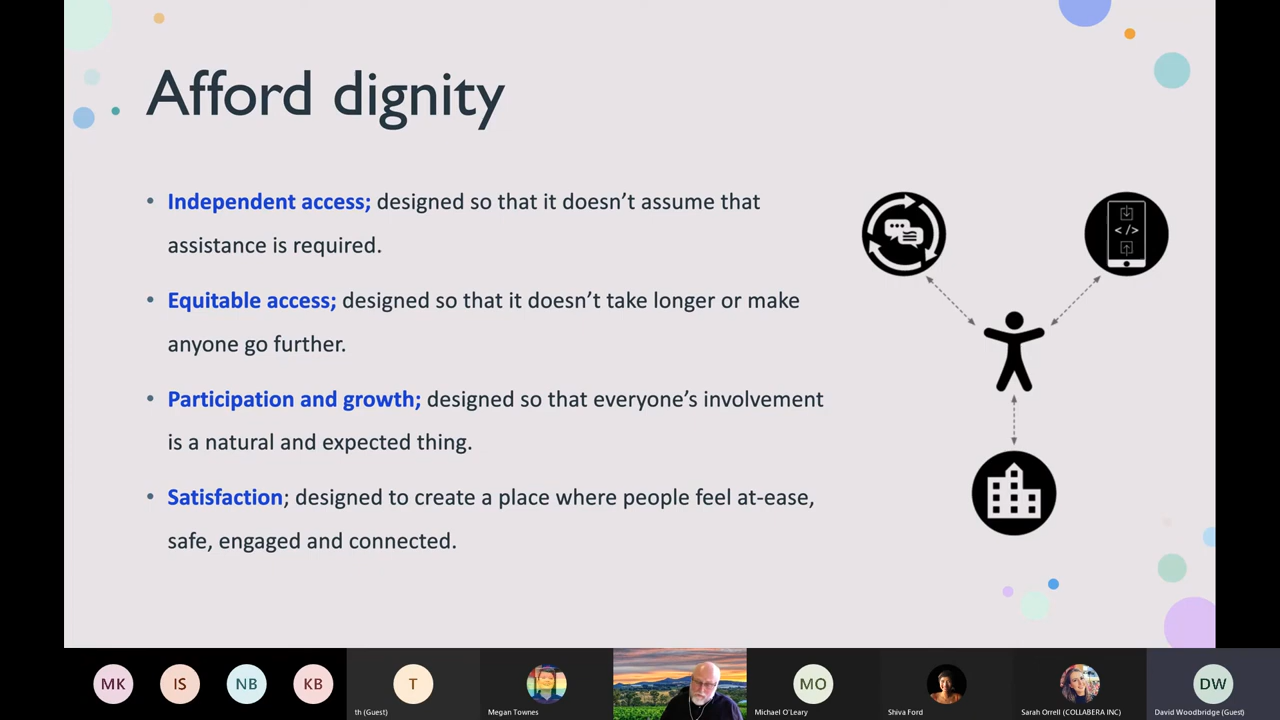 Afford dignity
• Independent access; designed so that it doesn’t assume that
assistance is required.
• Equitable access; designed so that it doesn’t take longer or make
anyone go further.
• Participation and growth; designed so that everyone’s involvement
is a natural and expected thing.
• Satisfaction; designed to create a place where people feel at-ease,
safe, engaged and connected.
</>
MK
IS
NB
KB
T
th (Guest)
Megan Townes
MO
Michael O'Leary
Shiva Ford
Sarah Orrell (COLLABERA INC)
DW
David Woodbridge (Guest)